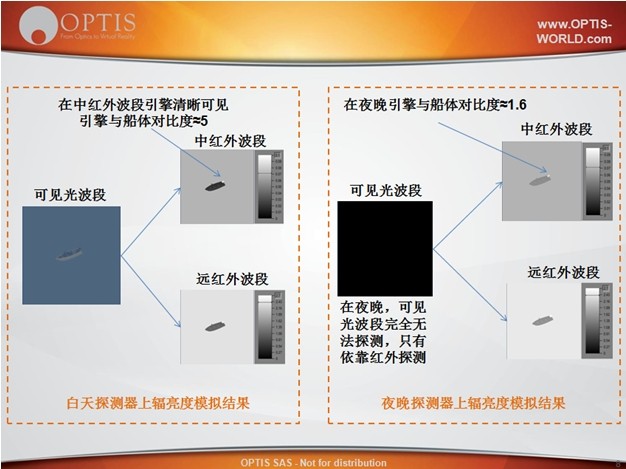 OPTIS
From Optics to Virtual Reality
www.OPTIS-
WORLD.com
在中红外波段引擎清晰可见
引擎与船体对比度≈5
中红外波段
可见光波段
远红外波段
白天探测器上辐亮度模拟结果
在夜晚引擎与船体对比度≈1.6
中红外波段
可见光波段
远红外波段
在夜晚，可见
光波段完全无
法探测，只有
依靠红外探测
夜晚探测器上辐亮度模拟结果
OPTIS SAS - Not for distribution